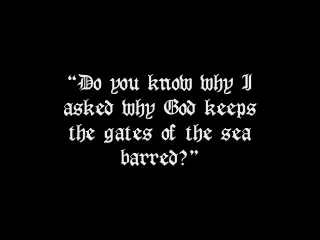 “Do you know why I
asked why God keeps
the gates of the sea
barred?”